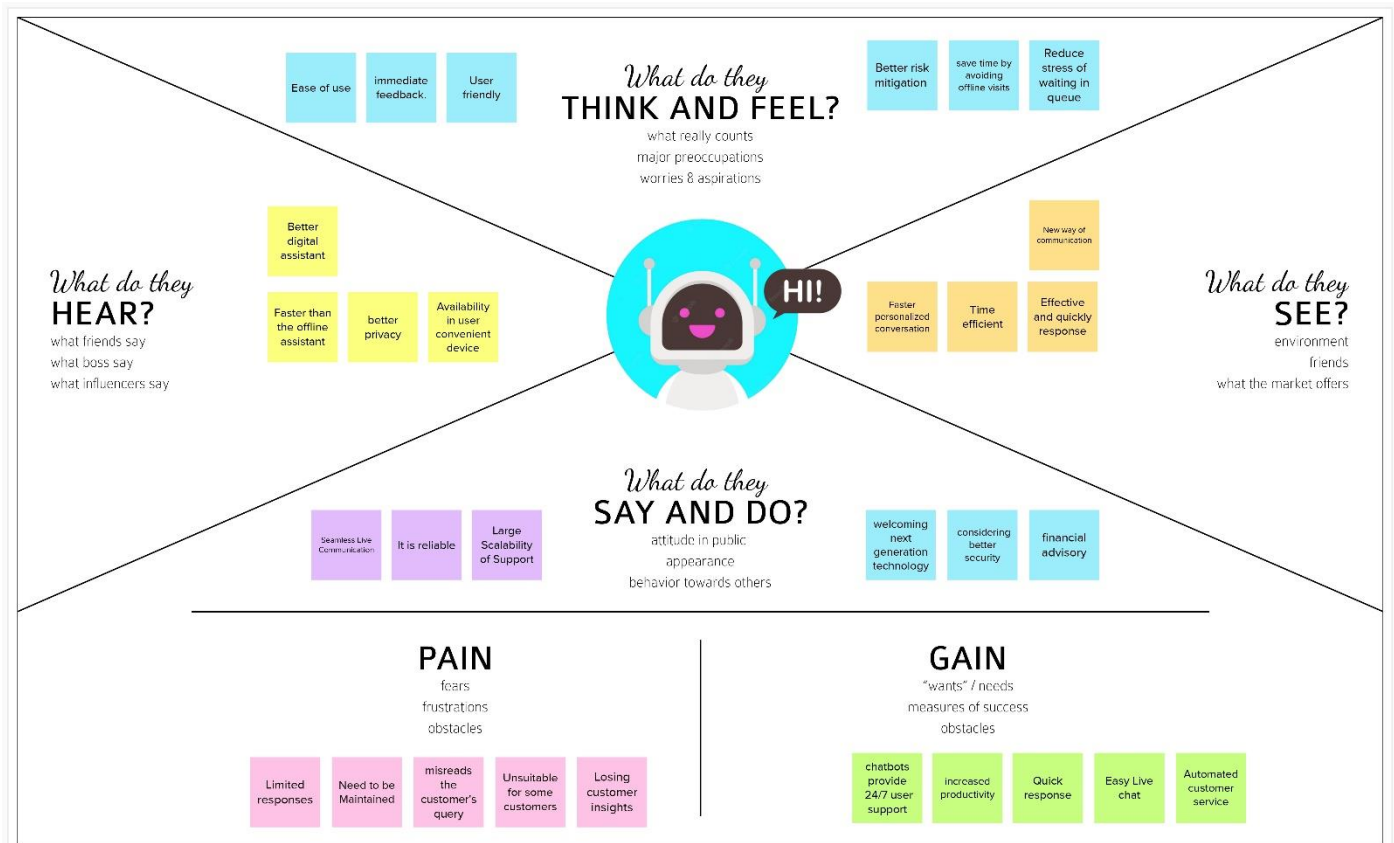 What do they
THINK AND FEEL?
what really counts
major preoccupations
worries & aspirations
Ease of use
immediate
feedback.
User
friendly
Better risk
mitigation
save time by
avoiding
offline visits
Reduce
stress of
waiting in
queue
What do they
HEAR?
what friends say
what boss say
what influencers say
Better
digital
assistant
Faster than
the offline
assistant
better
privacy
Availability
in user
convenient
device
HI!
New way of
communication
Faster
personalized
conversation
Time
efficient
Effective
and quickly
response
What do they
SEE?
environment
friends
what the market offers
What do they
SAY AND DO?
attitude in public
appearance
behavior towards others
Seamless Live
Communication
It is reliable
Large
Scalability
of Support
welcoming
next
generation
technology
considering
better
security
financial
advisory
PAIN
fears
frustrations
obstacles
Limited
responses
Need to be
Maintained
misreads
the
customer's
query
Unsuitable
for some
customers
Losing
customer
insights
GAIN
"wants" / needs
measures of success
obstacles
chatbots
provide
24/7 user
support
increased
productivity
Quick
response
Easy Live
chat
Automated
customer
service